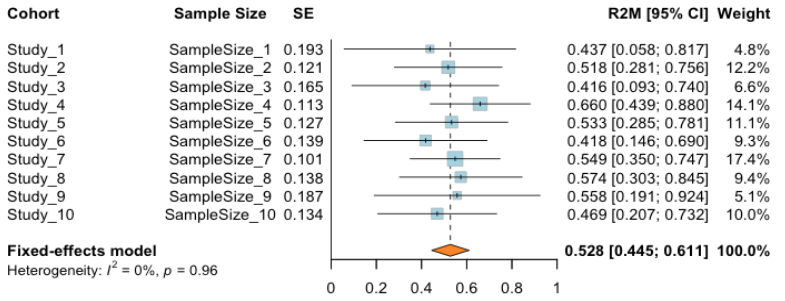 Cohort Sample Size SE R2M [95% CI] Weight
Study_1 SampleSize_1 0.193 0.437 [0.058; 0.817] 4.8%
Study_2 SampleSize_2 0.121 0.518 [0.281; 0.756] 12.2%
Study_3 SampleSize_3 0.165 0.416 [0.093; 0.740] 6.6%
Study_4 SampleSize_4 0.113 0.660 [0.439; 0.880] 14.1%
Study_5 SampleSize_5 0.127 0.533 [0.285; 0.781] 11.1%
Study_6 SampleSize_6 0.139 0.418 [0.146; 0.690] 9.3%
Study_7 SampleSize_7 0.101 0.549 [0.350; 0.747] 17.4%
Study_8 SampleSize_8 0.138 0.574 [0.303; 0.845] 9.4%
Study_9 SampleSize_9 0.187 0.558 [0.191; 0.924] 5.1%
Study_10 SampleSize_10 0.134 0.469 [0.207; 0.732] 10.0%
Fixed-effects model 0.528 [0.445; 0.611] 100.0%
Heterogeneity: I² = 0%, p = 0.96
0 0.2 0.4 0.6 0.8 1